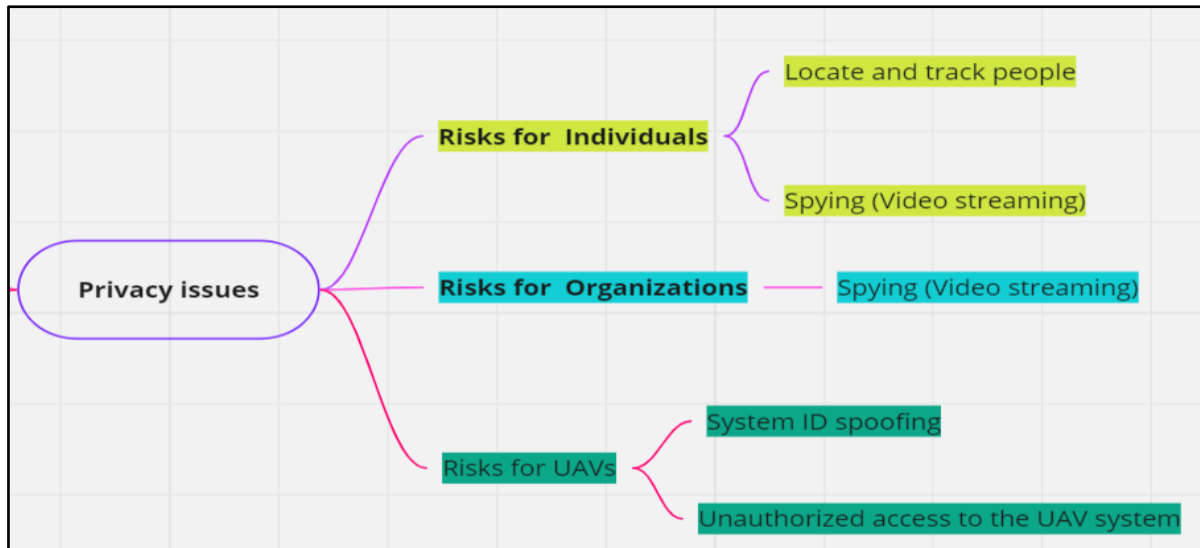 Locate and track people
Risks for Individuals
Spying (Video streaming)
Privacy issues
Risks for Organizations
Spying (Video streaming)
System ID spoofing
Risks for UAVs
Unauthorized access to the UAV system